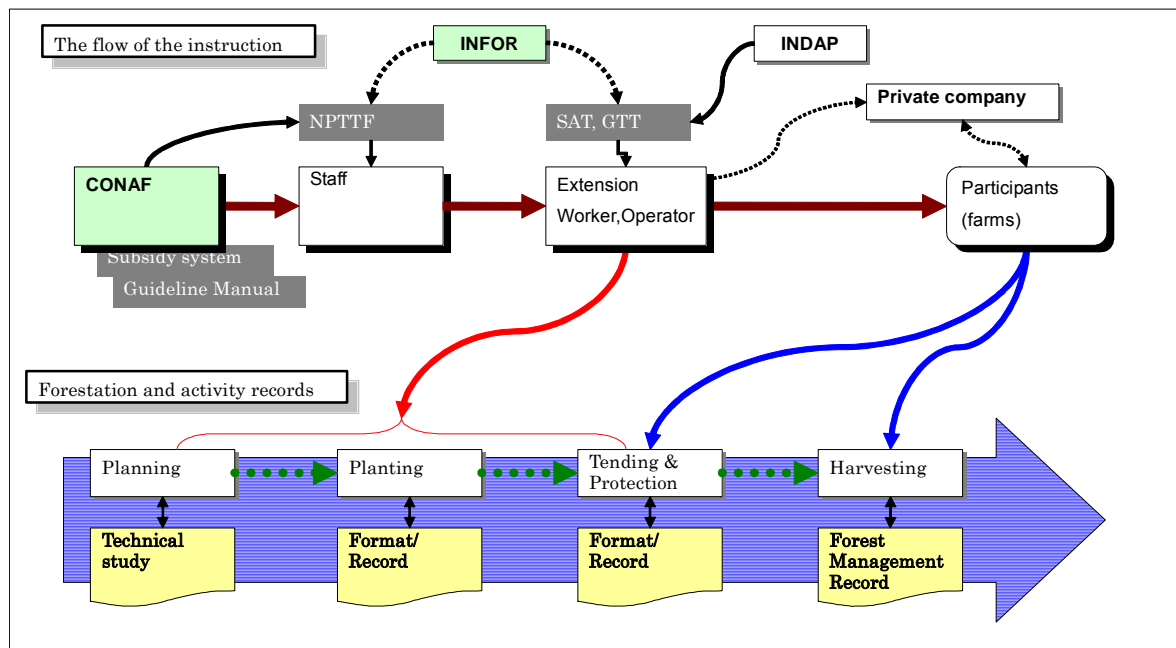 The flow of the instruction
INFOR
INDAP
Private company
NPTTF
SAT, GTT
CONAF
Staff
Extension
Worker,Operator
Participants
(farms)
Subsidy system
Guideline Manual
Forestation and activity records
Planning
Planting
Tending &
Protection
Harvesting
Technical
study
Format/
Record
Format/
Record
Forest
Management
Record